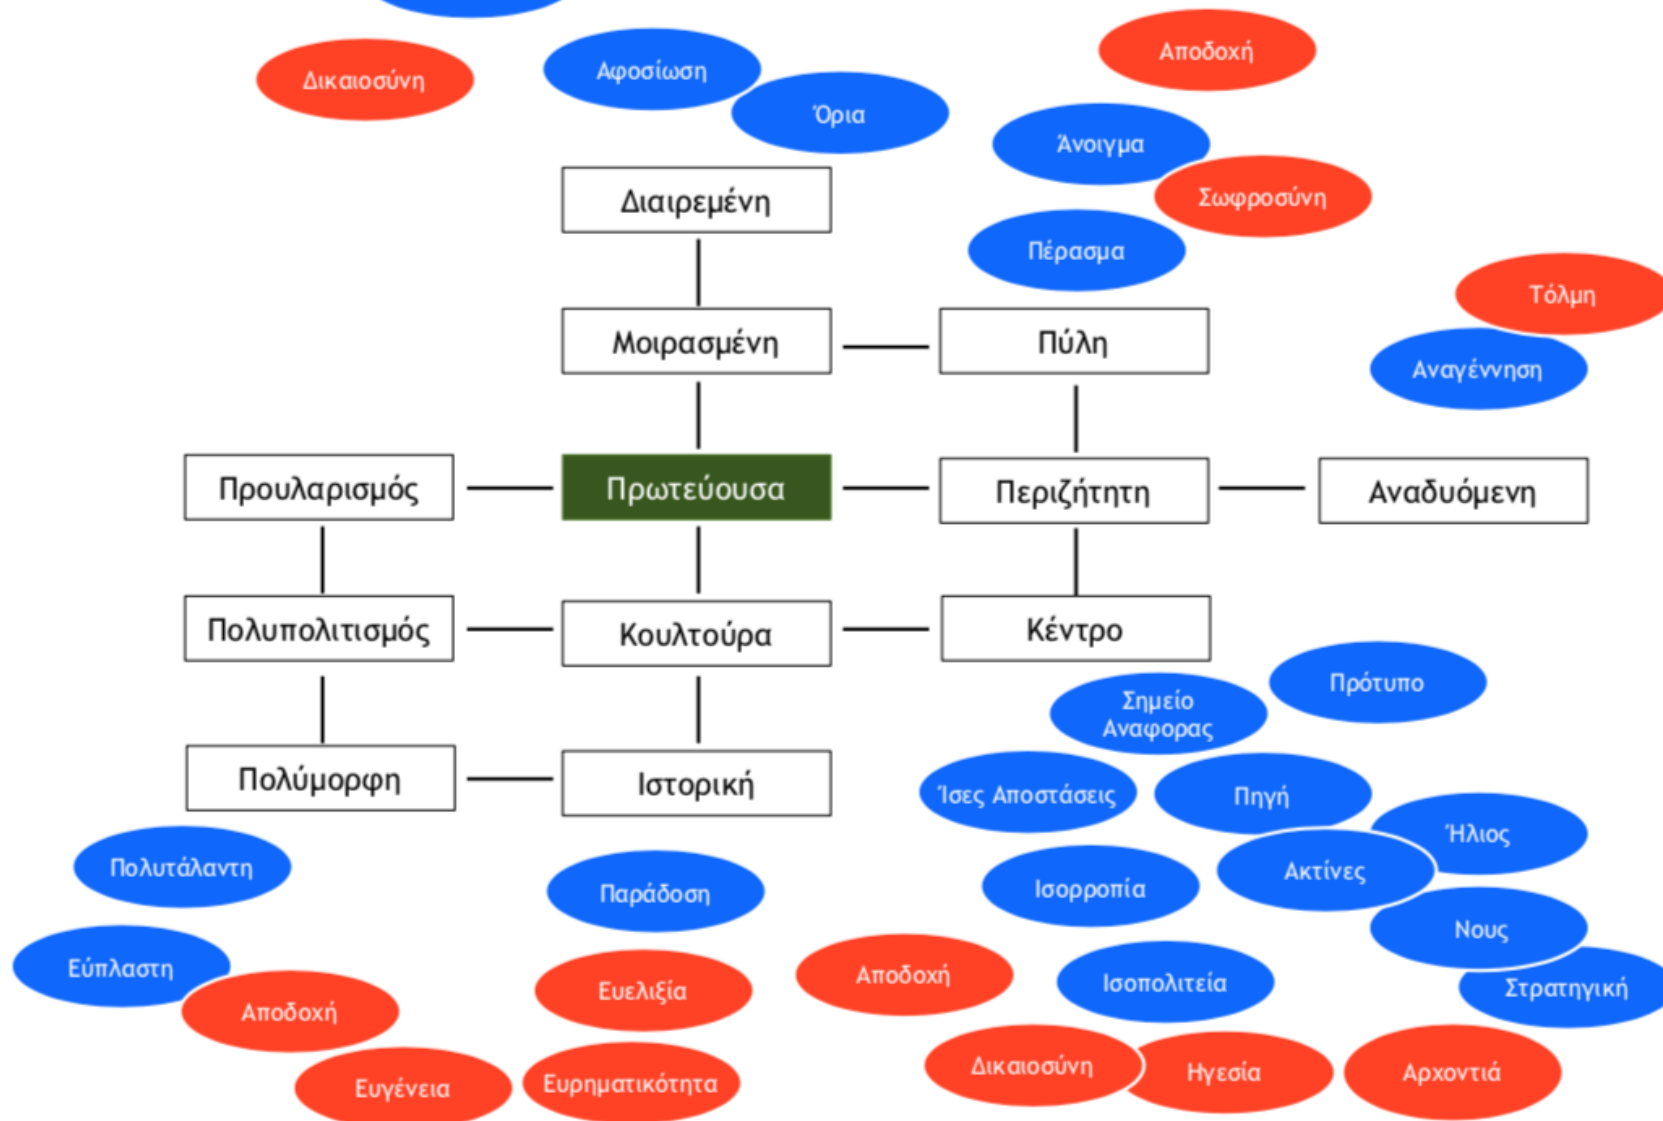 Δικαιοσύνη
Αφοσίωση
Όρια
Αποδοχή
Άνοιγμα
Σωφροσύνη
Πέρασμα
Διαιρεμένη
Τόλμη
Αναγέννηση
Μοιρασμένη
Πύλη
Προυλαρισμός
Πρωτεύουσα
Περιζήτητη
Αναδυόμενη
Πολυπολιτισμός
Κουλτούρα
Κέντρο
Πολύμορφη
Ιστορική
Σημείο
Αναφορας
Πρότυπο
Ίσες Αποστάσεις
Πηγή
Ήλιος
Ακτίνες
Ισορροπία
Νους
Στρατηγική
Ισοπολιτεία
Αποδοχή
Δικαιοσύνη
Ηγεσία
Αρχοντιά
Πολυτάλαντη
Εύπλαστη
Αποδοχή
Ευγένεια
Παράδοση
Ευελιξία
Ευρηματικότητα